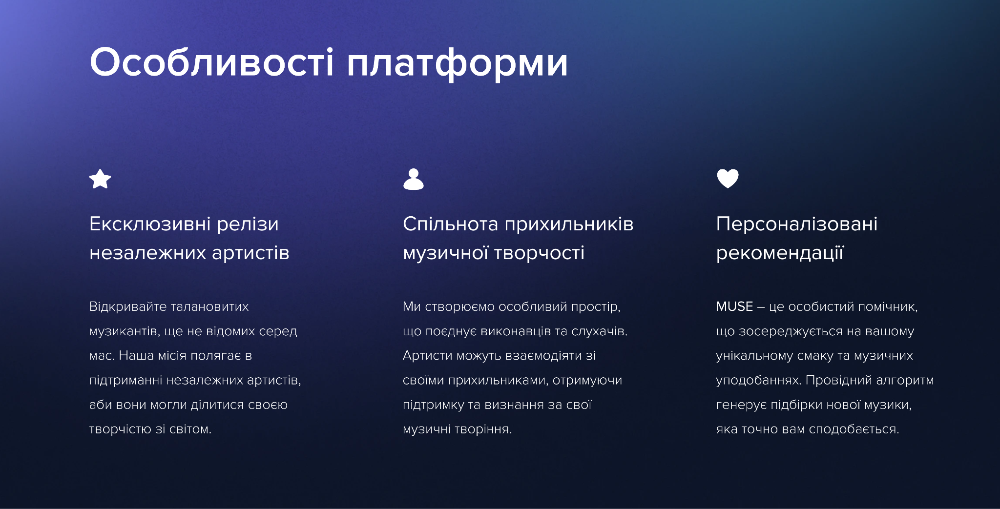 Особливості платформи
Ексклюзивні релізи
незалежних артистів
Відкривайте талановитих
музикантів, ще не відомих серед
мас. Наша місія полягає в
підтриманні незалежних артистів,
аби вони могли ділитися своєю
творчістю зі світом.
Спільнота прихильників
музичної творчості
Ми створюємо особливий простір,
що поєднує виконавців та слухачів.
Артисти можуть взаємодіяти зі
своїми прихильниками, отримуючи
підтримку та визнання за свої
музичні творіння.
Персоналізовані
рекомендації
MUSE – це особистий помічник,
що зосереджується на вашому
унікальному смаку та музичних
уподобаннях. Провідний алгоритм
генерує підбірки нової музики,
яка точно вам сподобається.